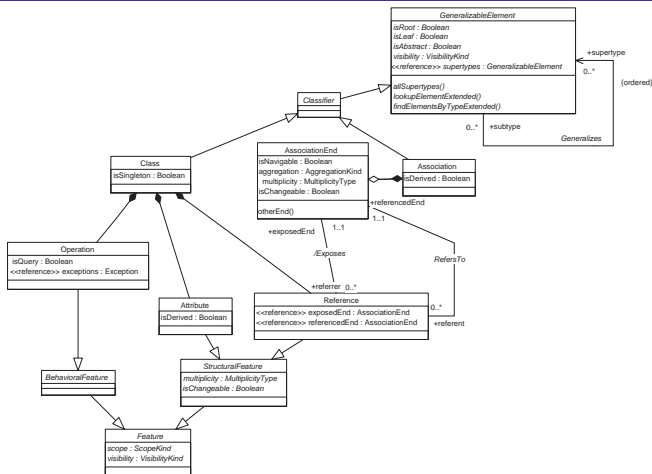 GeneralizableElement
isRoot : Boolean
isLeaf : Boolean
isAbstract : Boolean
visibility : VisibilityKind
<<reference>> supertypes : GeneralizableElement
allSupertypes()
lookupElementExtended()
findElementsByTypeExtended()
+supertype
0..*
{ordered}
0..*
+subtype
Generalizes
Classifier
Class
isSingleton : Boolean
AssociationEnd
isNavigable : Boolean
aggregation : AggregationKind
multiplicity : MultiplicityType
isChangeable : Boolean
otherEnd()
Association
isDerived : Boolean
+referencedEnd
1..1
+exposedEnd
1..1
/Exposes
RefersTo
Operation
isQuery : Boolean
<<reference>> exceptions : Exception
+referrer
0..*
Attribute
isDerived : Boolean
Reference
<<reference>> exposedEnd : AssociationEnd
<<reference>> referencedEnd : AssociationEnd
0..*
+referent
BehavioralFeature
StructuralFeature
multiplicity : MultiplicityType
isChangeable : Boolean
Feature
scope : ScopeKind
visibility : VisibilityKind